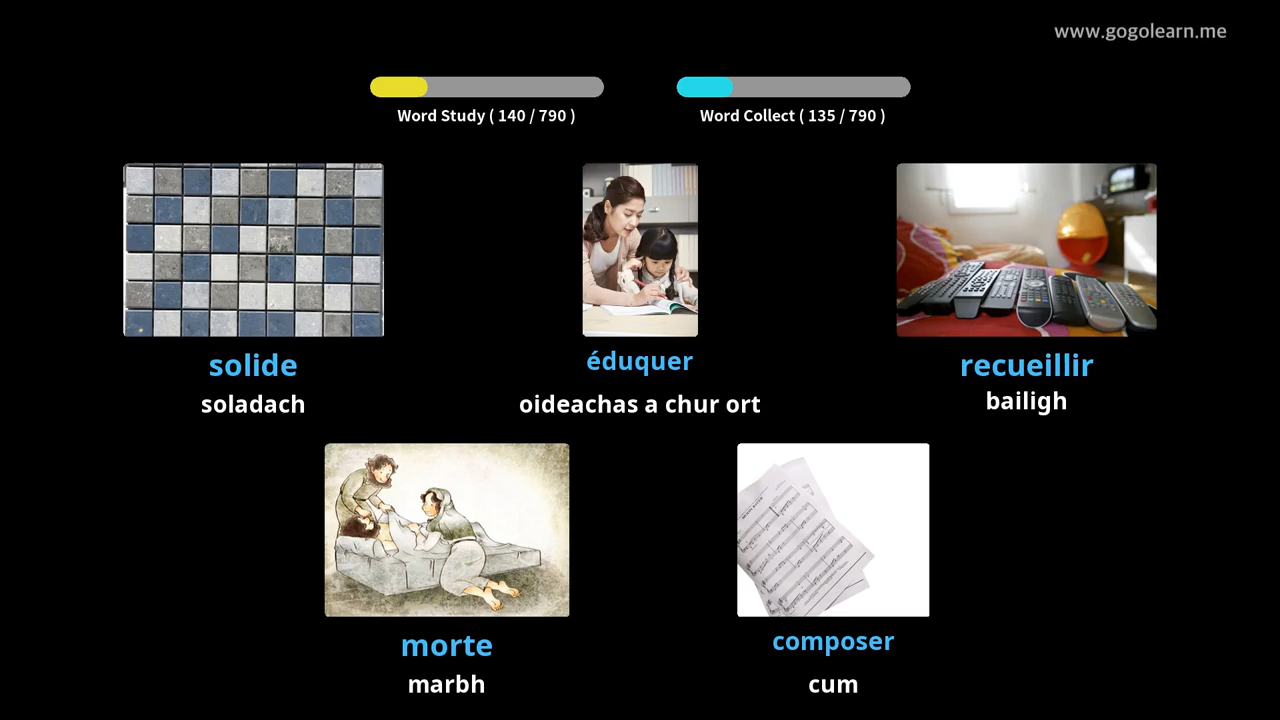 www.gogolearn.me
Word Study ( 140 / 790 )
Word Collect ( 135 / 790 )
solide
soladach
éduquer
oideachas a chur ort
recueillir
bailigh
morte
marbh
composer
cum